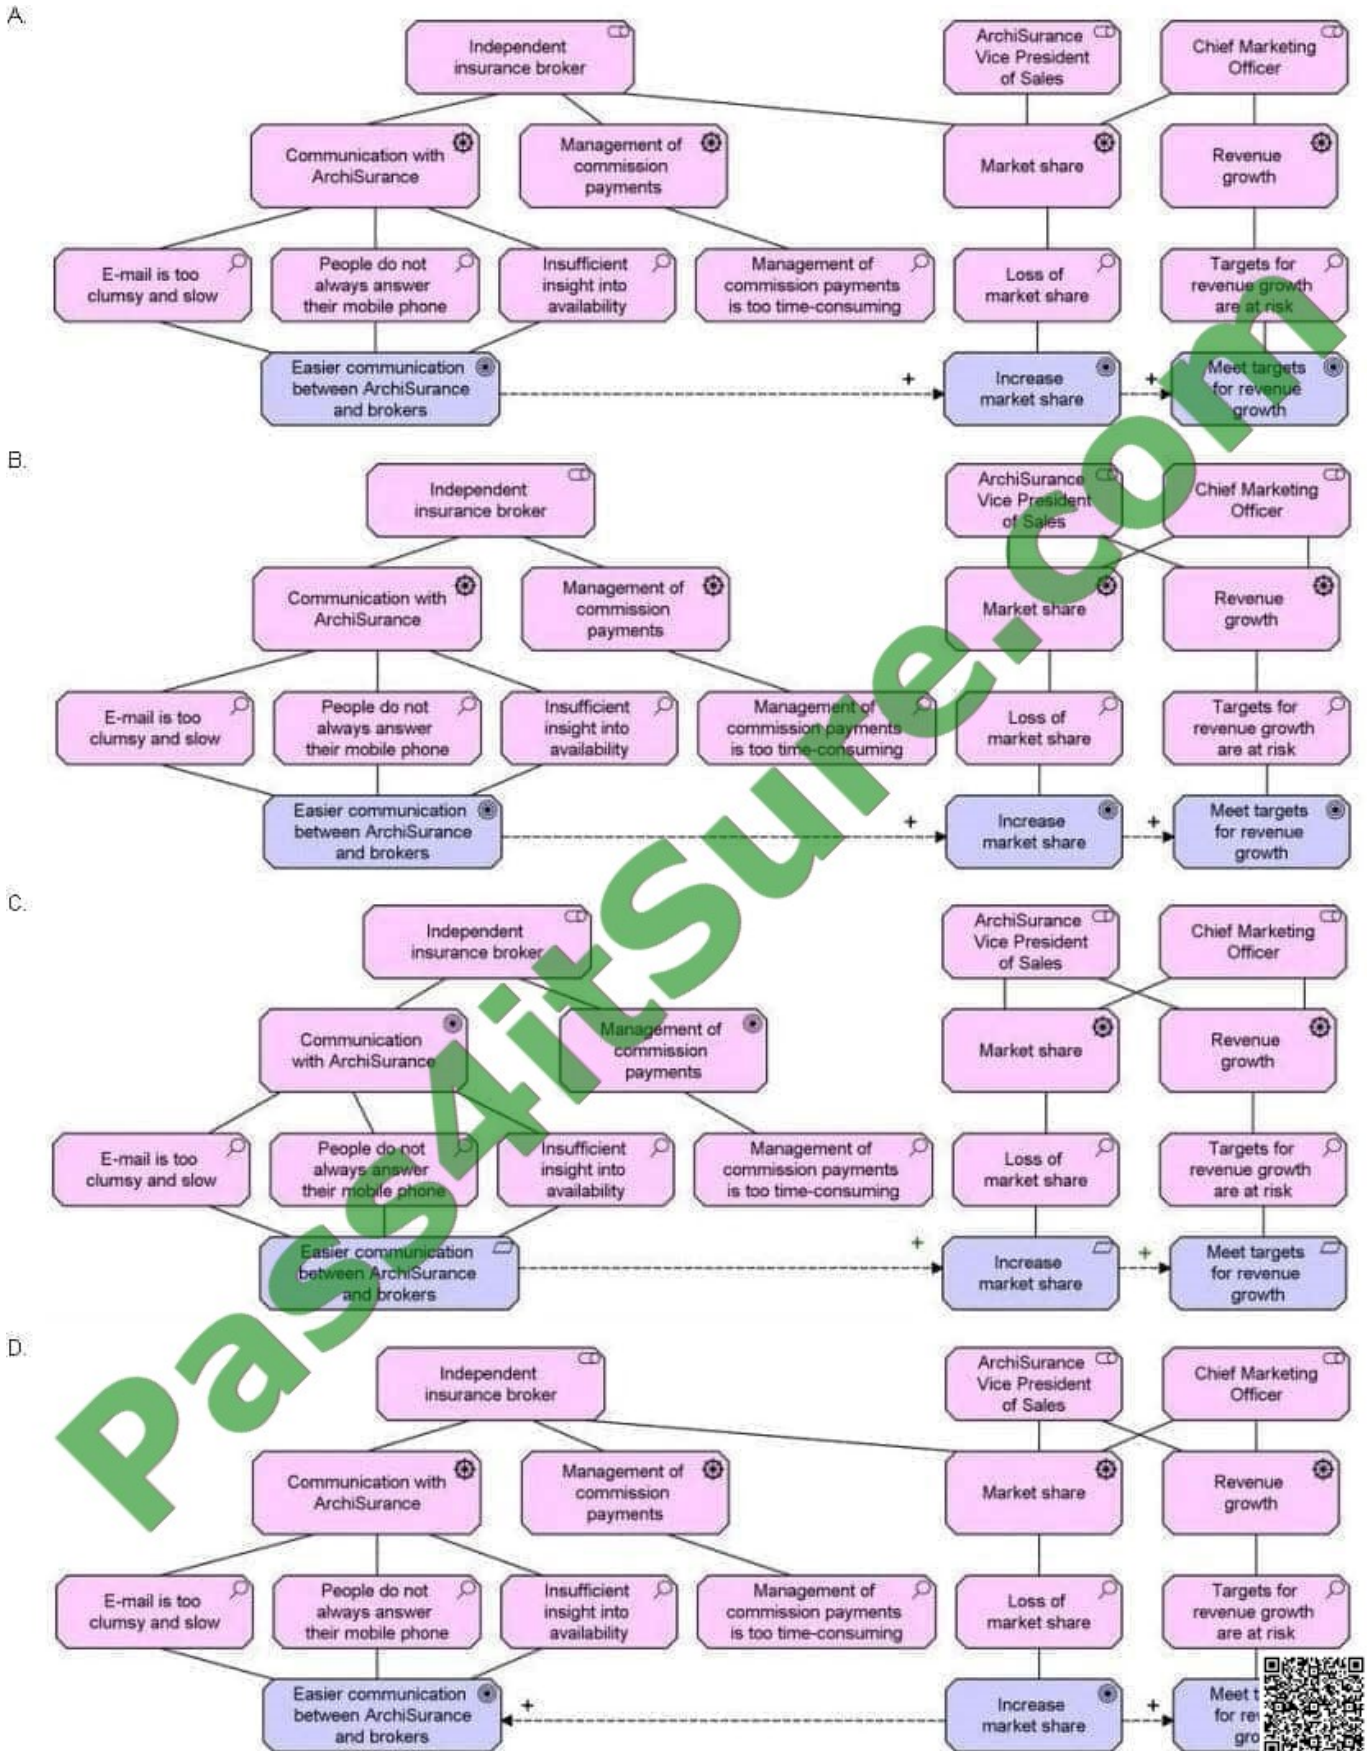 A.
Independent
insurance broker
ArchiSurance
Vice President
of Sales
Chief Marketing
Officer
Communication with
ArchiSurance
Management of
commission
payments
Market share
Revenue
growth
E-mail is too
clumsy and slow
People do not
always answer
their mobile phone
Insufficient
insight into
availability
Management of
commission payments
is too time-consuming
Loss of
market share
Targets for
revenue growth
are at risk
Easier communication
between ArchiSurance
and brokers
+
Increase
market share
+
Meet targets
for revenue
growth
B.
Independent
insurance broker
ArchiSurance
Vice President
of Sales
Chief Marketing
Officer
Communication with
ArchiSurance
Management of
commission
payments
Market share
Revenue
growth
E-mail is too
clumsy and slow
People do not
always answer
their mobile phone
Insufficient
insight into
availability
Management of
commission payments
is too time-consuming
Loss of
market share
Targets for
revenue growth
are at risk
Easier communication
between ArchiSurance
and brokers
+
Increase
market share
+
Meet targets
for revenue
growth
C.
Independent
insurance broker
ArchiSurance
Vice President
of Sales
Chief Marketing
Officer
Communication
with ArchiSurance
Management of
commission
payments
Market share
Revenue
growth
E-mail is too
clumsy and slow
People do not
always answer
their mobile phone
Insufficient
insight into
availability
Management of
commission payments
is too time-consuming
Loss of
market share
Targets for
revenue growth
are at risk
Easier communication
between ArchiSurance
and brokers
+
Increase
market share
+
Meet targets
for revenue
growth
D.
Independent
insurance broker
ArchiSurance
Vice President
of Sales
Chief Marketing
Officer
Communication with
ArchiSurance
Management of
commission
payments
Market share
Revenue
growth
E-mail is too
clumsy and slow
People do not
always answer
their mobile phone
Insufficient
insight into
availability
Management of
commission payments
is too time-consuming
Loss of
market share
Targets for
revenue growth
are at risk
Easier communication
between ArchiSurance
and brokers
+
Increase
market share
+
Meet
for
Pass4itSure.com